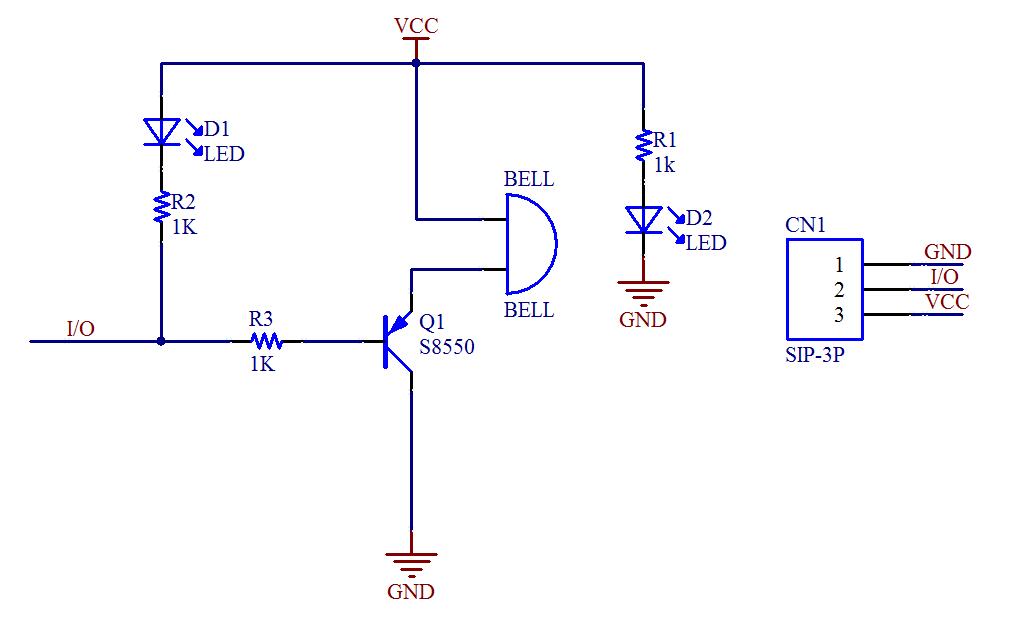 VCC
D1
LED
R2
1K
BELL
BELL
R1
1k
D2
LED
GND
I/O
R3
1K
Q1
S8550
GND
CN1
1 GND
2 I/O
3 VCC
SIP-3P